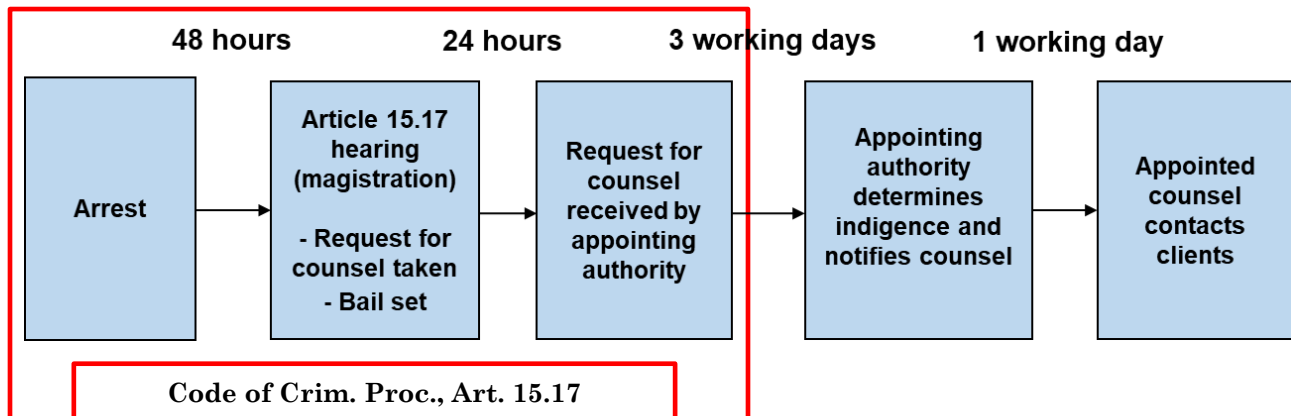 48 hours
24 hours
3 working days
1 working day
Arrest
Article 15.17
hearing
(magistration)
- Request for
counsel taken
- Bail set
Request for
counsel
received by
appointing
authority
Appointing
authority
determines
indigence and
notifies counsel
Appointed
counsel
contacts
clients
Code of Crim. Proc., Art. 15.17